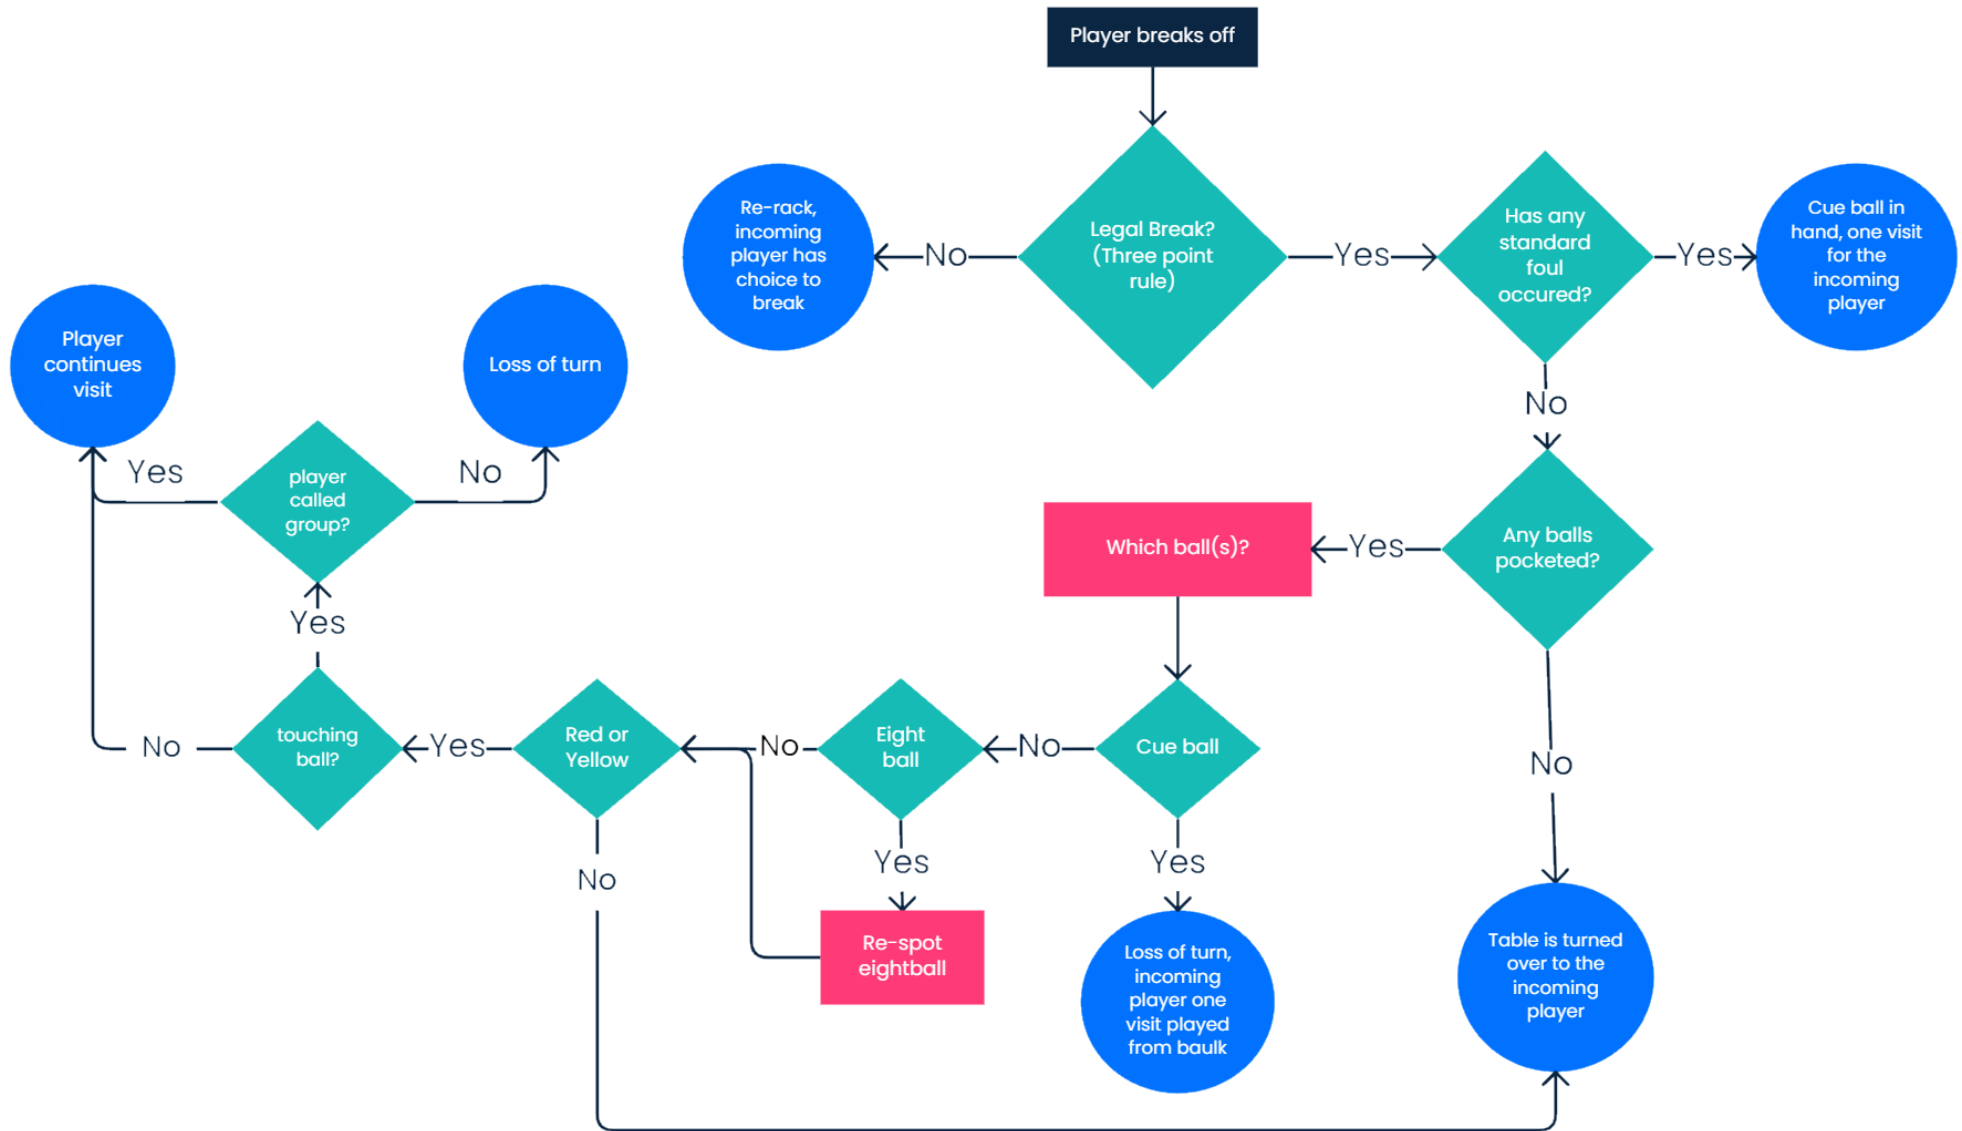 Player breaks off
Legal Break?
(Three point
rule)
No
Re-rack,
incoming
player has
choice to
break
Yes
Has any
standard
foul
occured?
Yes
Cue ball in
hand, one visit
for the
incoming
player
No
Any balls
pocketed?
Yes
Which ball(s)?
No
Table is turned
over to the
incoming
player
Cue ball
Yes
Loss of turn,
incoming
player one
visit played
from baulk
No
Eight
ball
Yes
Re-spot
eightball
No
Red or
Yellow
No
Yes
touching
ball?
No
Yes
player
called
group?
Yes
Player
continues
visit
No
Loss of turn